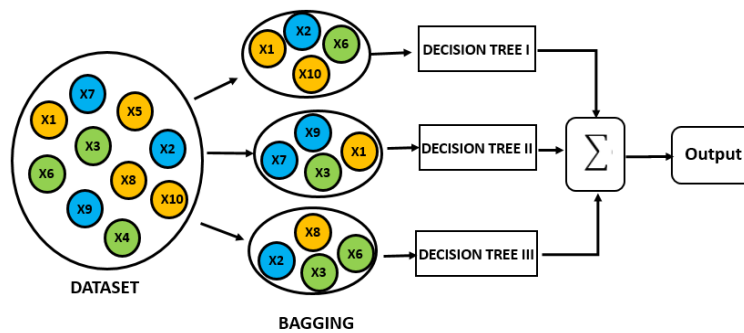 X7
X1
X5
X3
X2
X6
X8
X10
X9
X4
DATASET
X2
X1
X6
X10
X9
X7
X1
X3
X8
X2
X6
X3
BAGGING
DECISION TREE I
DECISION TREE II
DECISION TREE III
∑
Output